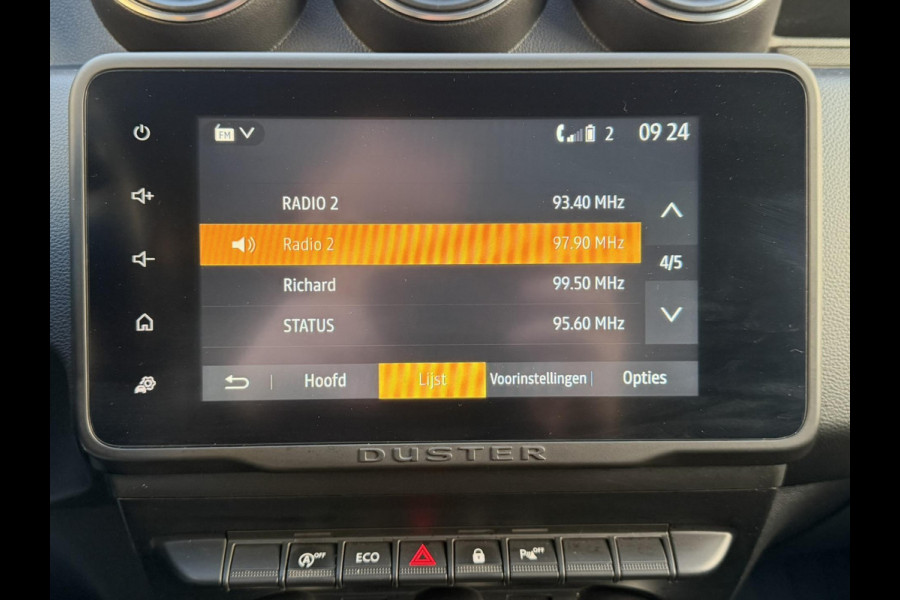 FM 2 09 24
RADIO 2 93.40 MHz
Radio 2 97.90 MHz
Richard 99.50 MHz
4/5
STATUS 95.60 MHz
Hoofd Lijst Voorinstellingen Opties
DUSTER
A OFF ECO P OFF